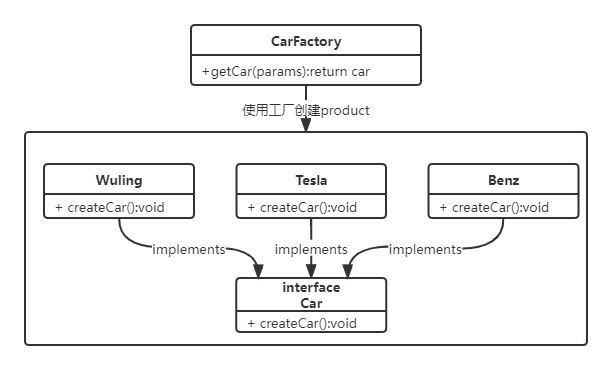 CarFactory
+getCar(params):return car
使用工厂创建product
Wuling
+ createCar():void
Tesla
+ createCar():void
Benz
+ createCar():void
implements
implements
implements
interface
Car
+ createCar():void